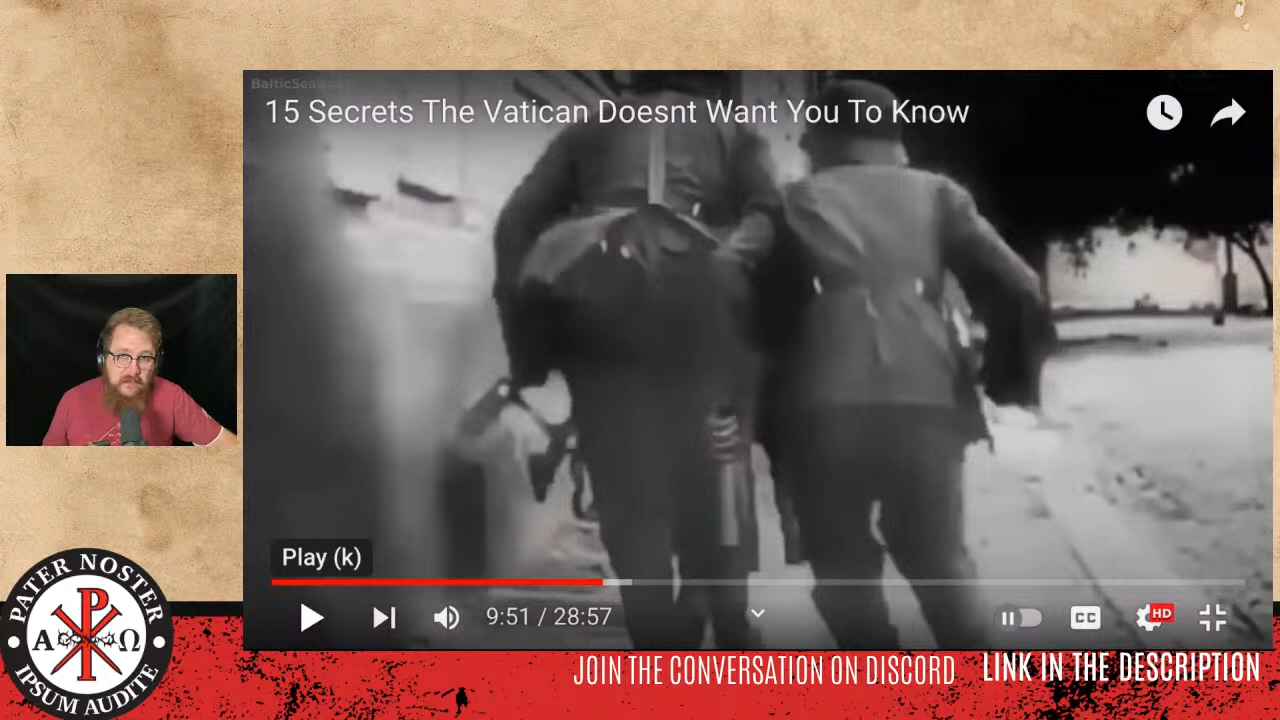 15 Secrets The Vatican Doesnt Want You To Know
Play (k)
9:51 / 28:57
CC
HD
PATER NOSTER
Α Ω
IPSUM AUDITE
JOIN THE CONVERSATION ON DISCORD
LINK IN THE DESCRIPTION